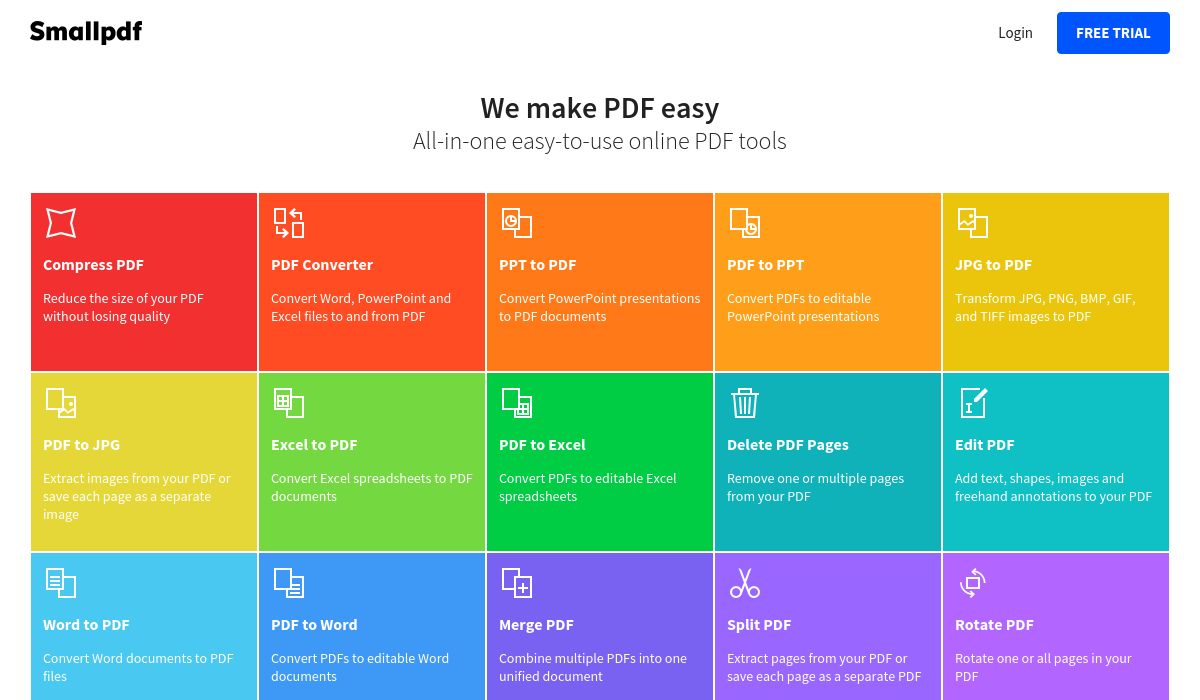 Smallpdf
Login
FREE TRIAL
We make PDF easy
All-in-one easy-to-use online PDF tools
Compress PDF
Reduce the size of your PDF
without losing quality
PDF Converter
Convert Word, PowerPoint and
Excel files to and from PDF
PPT to PDF
Convert PowerPoint presentations
to PDF documents
PDF to PPT
Convert PDFs to editable
PowerPoint presentations
JPG to PDF
Transform JPG, PNG, BMP, GIF,
and TIFF images to PDF
PDF to JPG
Extract images from your PDF or
save each page as a separate
image
Excel to PDF
Convert Excel spreadsheets to PDF
documents
PDF to Excel
Convert PDFs to editable Excel
spreadsheets
Delete PDF Pages
Remove one or multiple pages
from your PDF
Edit PDF
Add text, shapes, images and
freehand annotations to your PDF
Word to PDF
Convert Word documents to PDF
files
PDF to Word
Convert PDFs to editable Word
documents
Merge PDF
Combine multiple PDFs into one
unified document
Split PDF
Extract pages from your PDF or
save each page as a separate PDF
Rotate PDF
Rotate one or all pages in your
PDF